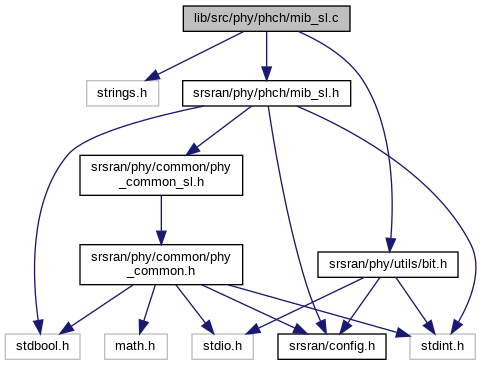 lib/src/phy/phch/mib_sl.c
strings.h
srsran/phy/phch/mib_sl.h
srsran/phy/common/phy
_common_sl.h
srsran/phy/common/phy
_common.h
srsran/phy/utils/bit.h
stdbool.h
math.h
stdio.h
srsran/config.h
stdint.h